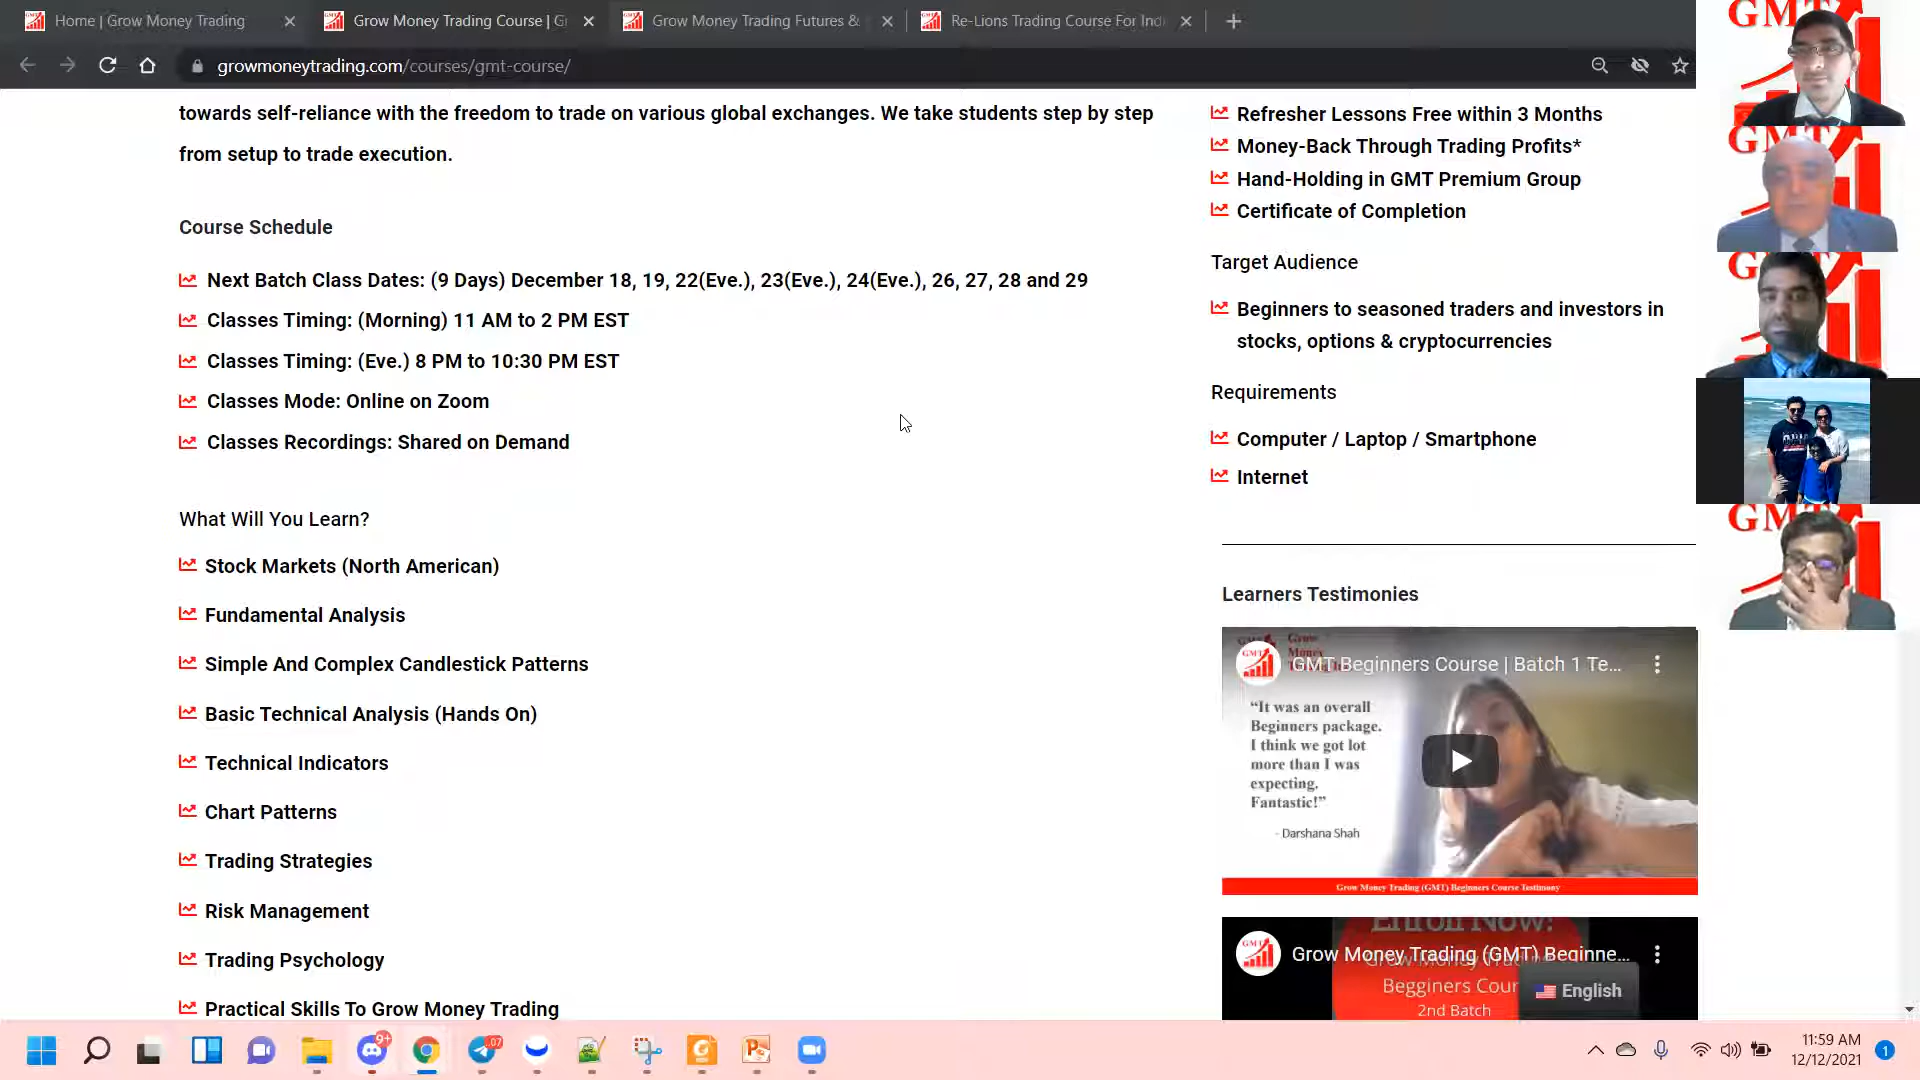 Home | Grow Money Trading
Grow Money Trading Course | G
Grow Money Trading Futures &
Re-Lions Trading Course For Indi
growmoneytrading.com/courses/gmt-course/
towards self-reliance with the freedom to trade on various global exchanges. We take students step by step
from setup to trade execution.
Course Schedule
Next Batch Class Dates: (9 Days) December 18, 19, 22(Eve.), 23(Eve.), 24(Eve.), 26, 27, 28 and 29
Classes Timing: (Morning) 11 AM to 2 PM EST
Classes Timing: (Eve.) 8 PM to 10:30 PM EST
Classes Mode: Online on Zoom
Classes Recordings: Shared on Demand
What Will You Learn?
Stock Markets (North American)
Fundamental Analysis
Simple And Complex Candlestick Patterns
Basic Technical Analysis (Hands On)
Technical Indicators
Chart Patterns
Trading Strategies
Risk Management
Trading Psychology
Practical Skills To Grow Money Trading
Refresher Lessons Free within 3 Months
Money-Back Through Trading Profits*
Hand-Holding in GMT Premium Group
Certificate of Completion
Target Audience
Beginners to seasoned traders and investors in
stocks, options & cryptocurrencies
Requirements
Computer / Laptop / Smartphone
Internet
Learners Testimonies
GMT Beginners Course | Batch 1 Te...
GMT
"It was an overall
Beginners package.
I think we got lot
more than I was
expecting.
Fantastic!"
- Darshana Shah
Grow Money Trading (GMT) Beginners Course Testimony
Enroll Now!
GMT
Grow Money Trading (GMT) Beginne...
Begginers Cour
2nd Batch
English
GMT
GMT
GMT
GMT
9+
07
11:59 AM
12/12/2021
1